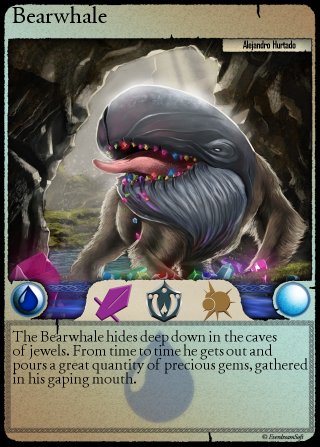 Bearwhale
Alejandro Hurtado
The Bearwhale hides deep down in the caves
of jewels. From time to time he gets out and
pours a great quantity of precious gems, gathered
in his gaping mouth.
© EverdreamSoft